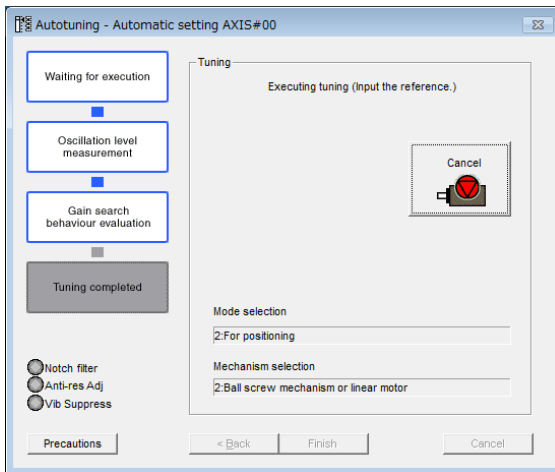 Autotuning - Automatic setting AXIS#00
Waiting for execution
Oscillation level
measurement
Gain search
behaviour evaluation
Tuning completed
Notch filter
Anti-res Adj
Vib Suppress
Precautions
Tuning
Executing tuning (Input the reference.)
Cancel
Mode selection
2:For positioning
Mechanism selection
2:Ball screw mechanism or linear motor
< Back
Finish
Cancel